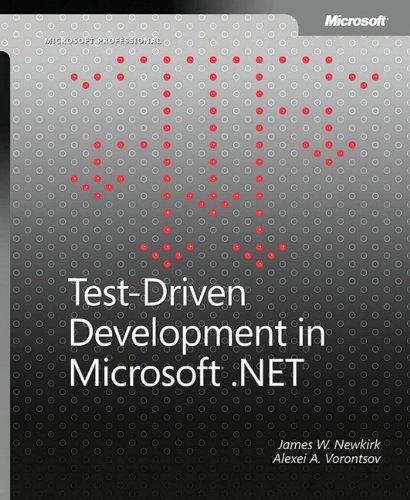 Microsoft®
MICROSOFT PROFESSIONAL
Test-Driven
Development in
Microsoft .NET
James W. Newkirk
Alexei A. Vorontsov